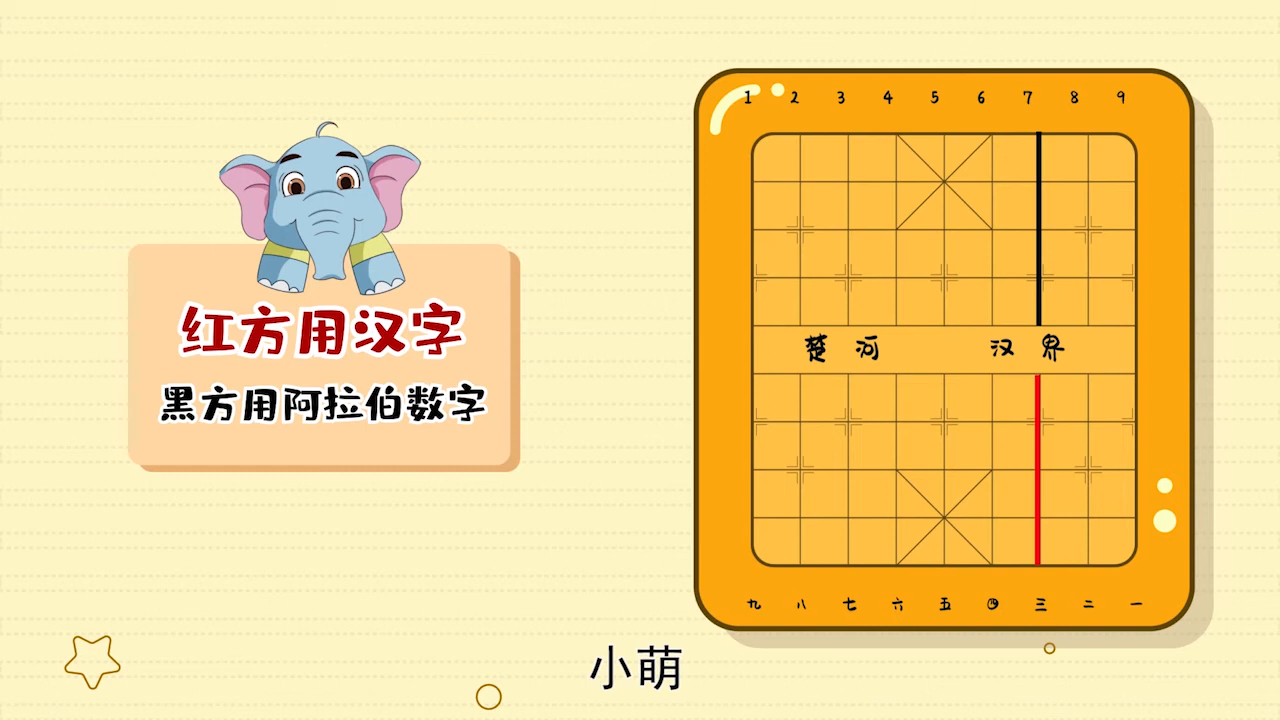 1 2 3 4 5 6 7 8 9
红方用汉字
黑方用阿拉伯数字
楚河 汉界
九 八 七 六 五 四 三 二 一
小萌